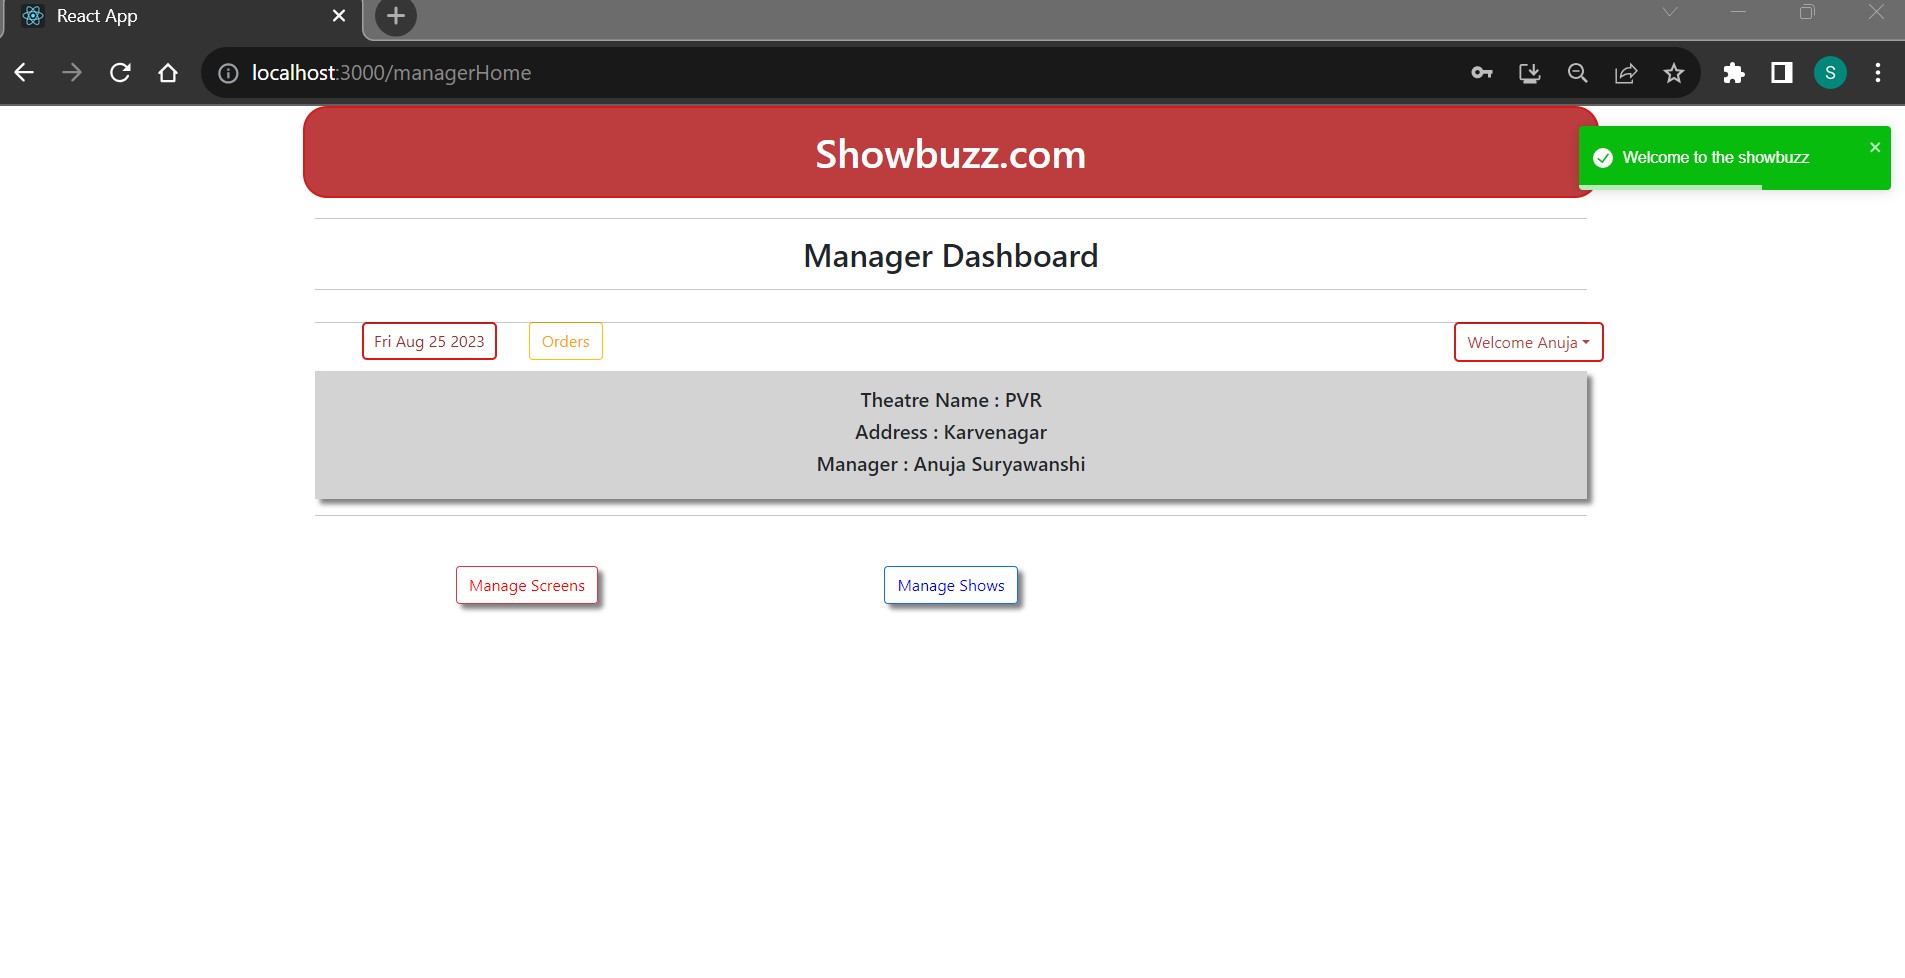 React App
localhost:3000/managerHome
S
Showbuzz.com
Welcome to the showbuzz
Manager Dashboard
Fri Aug 25 2023
Orders
Welcome Anuja
Theatre Name : PVR
Address : Karvenagar
Manager : Anuja Suryawanshi
Manage Screens
Manage Shows